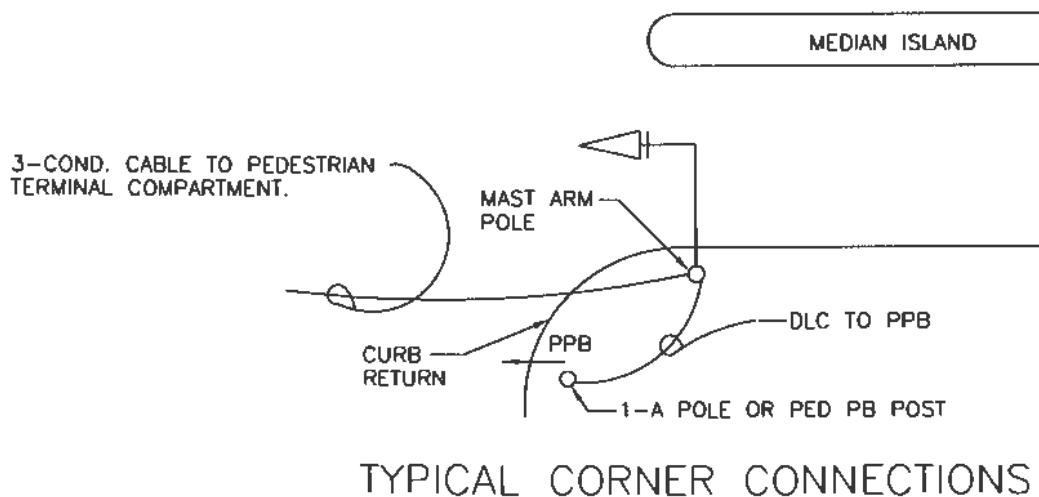 MEDIAN ISLAND
3-COND. CABLE TO PEDESTRIAN
TERMINAL COMPARTMENT.
MAST ARM
POLE
DLC TO PPB
PPB
CURB
RETURN
1-A POLE OR PED PB POST
TYPICAL CORNER CONNECTIONS